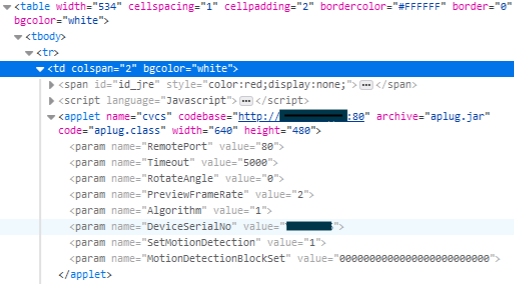 <table width="534" cellspacing="1" cellpadding="2" bordercolor="#FFFFFF" border="0"
bgcolor="white">
<tbody>
<tr>
<td colspan="2" bgcolor="white">
<span id="id_jre" style="color:red;display:none;"> ••• </span>
<script language="Javascript"> ••• </script>
<applet name="cvcs" codebase="http:// :80" archive="aplug.jar"
code="aplug.class" width="640" height="480">
<param name="RemotePort" value="80">
<param name="Timeout" value="5000">
<param name="RotateAngle" value="0">
<param name="PreviewFrameRate" value="2">
<param name="Algorithm" value="1">
<param name="DeviceSerialNo" value=" ">
<param name="SetMotionDetection" value="1">
<param name="MotionDetectionBlockSet" value="0000000000000000000000000">
</applet>